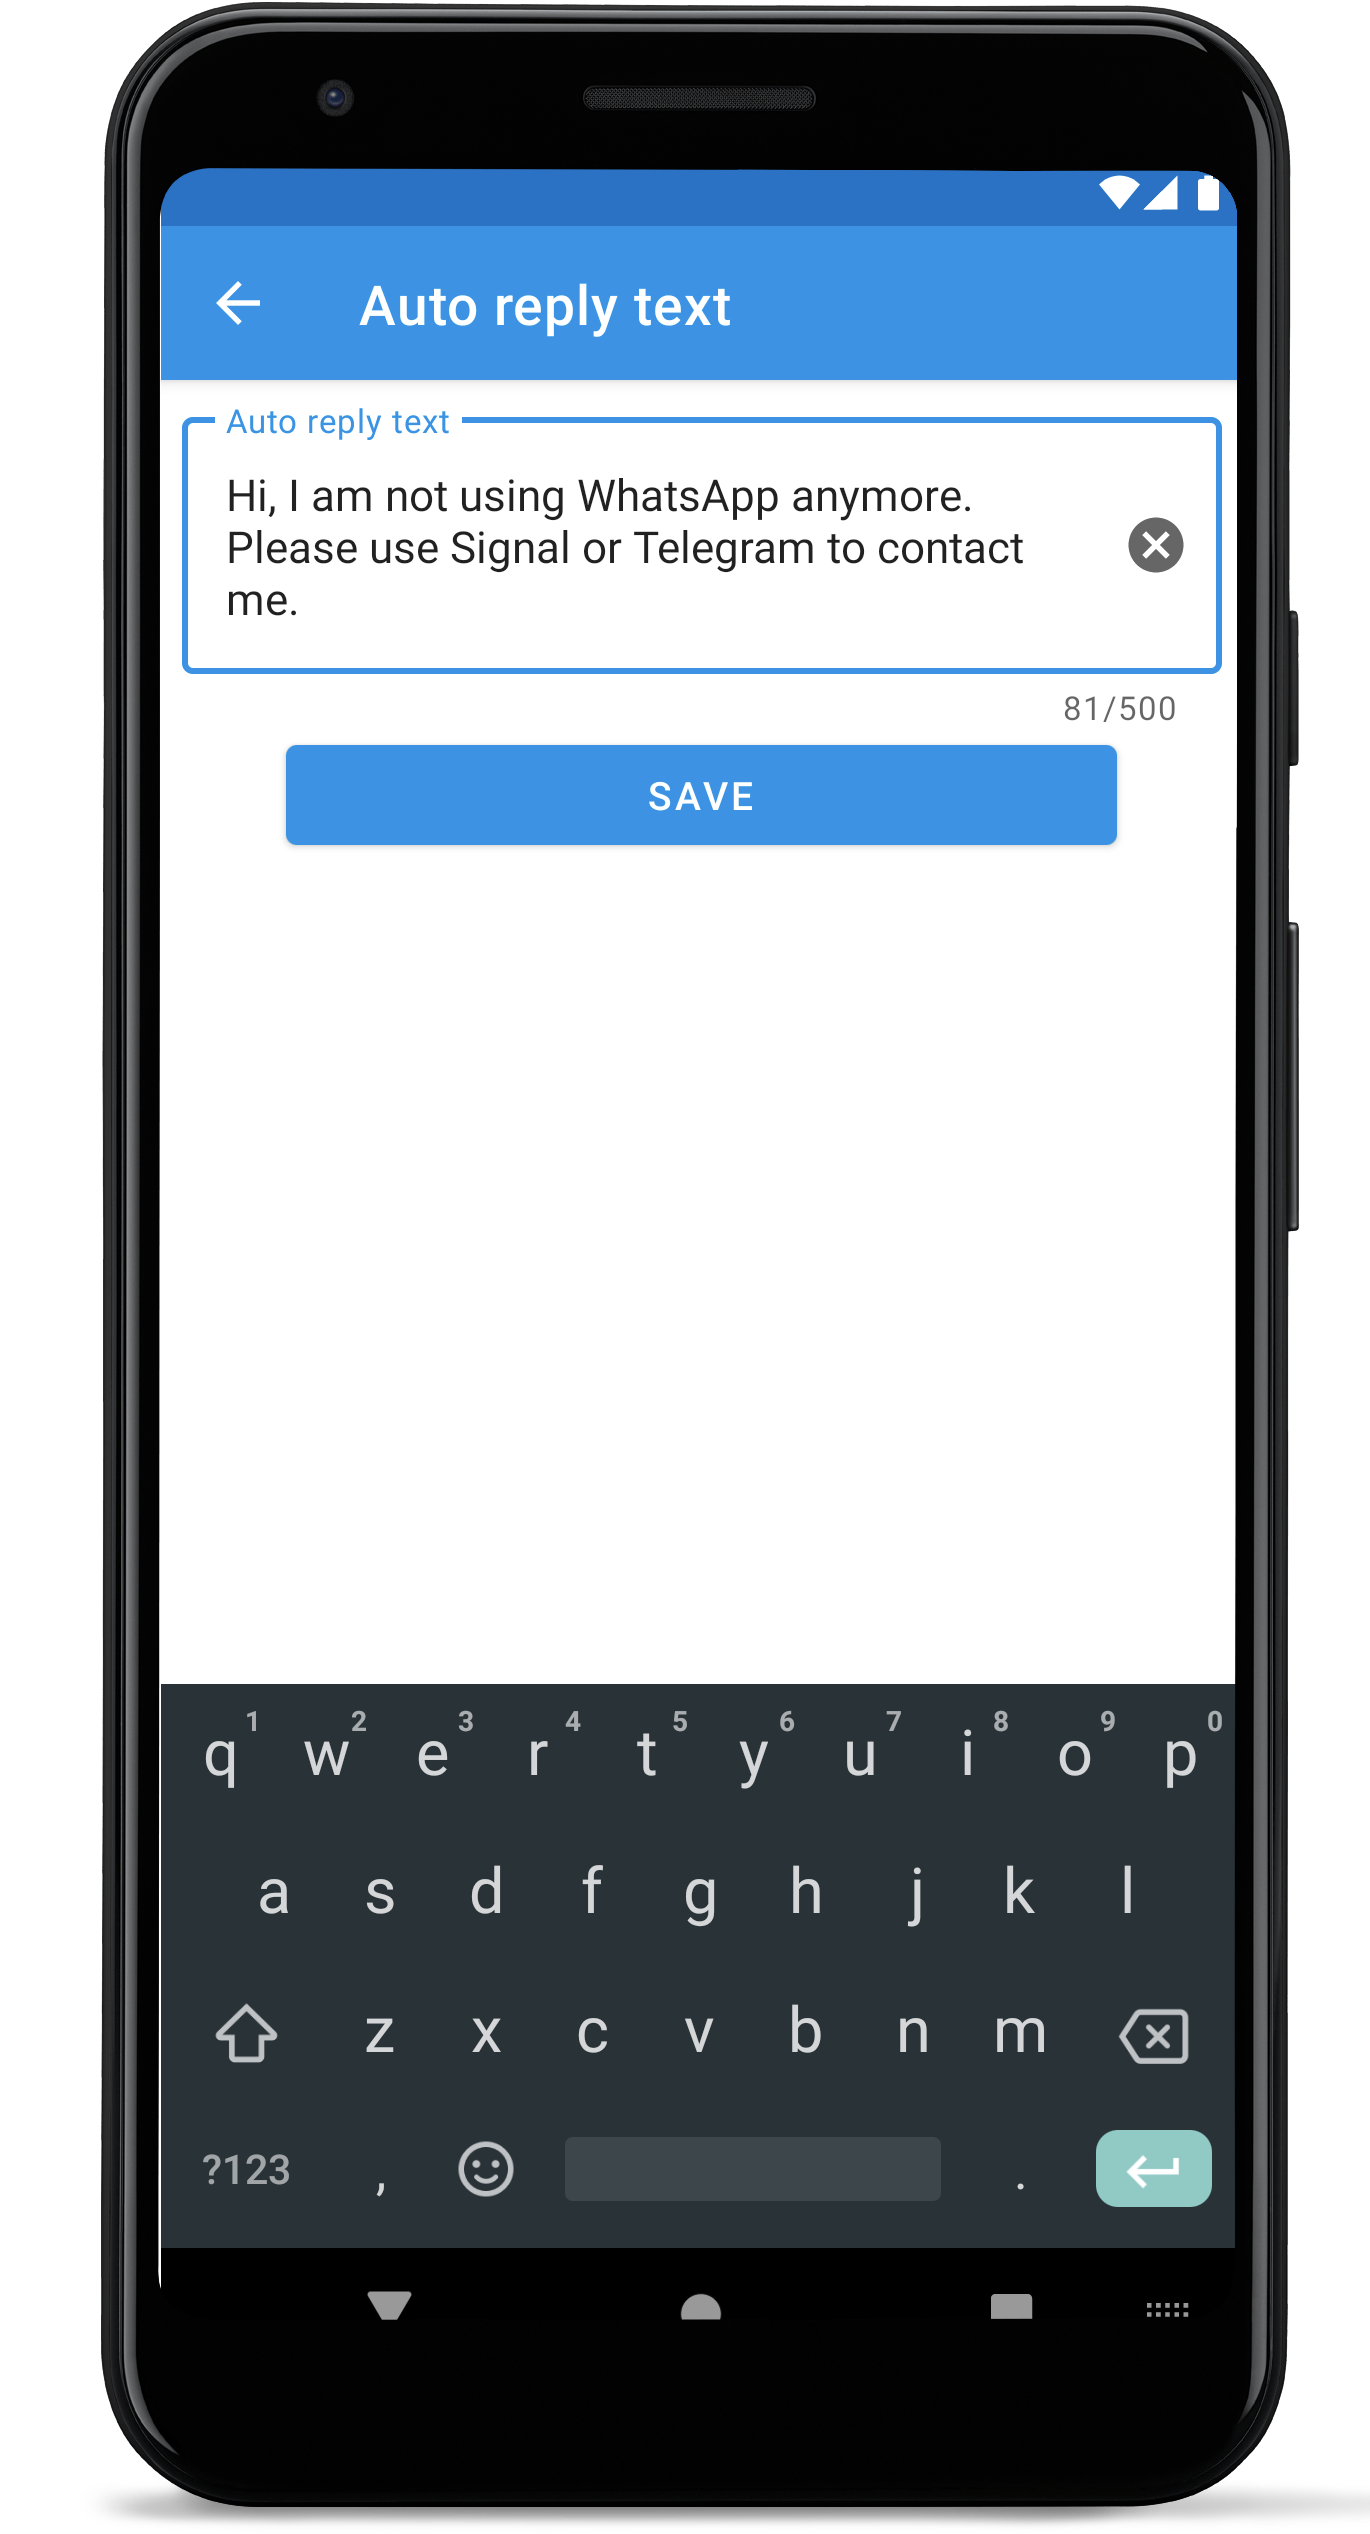 Auto reply text
Auto reply text
Hi, I am not using WhatsApp anymore.
Please use Signal or Telegram to contact
me.
81/500
SAVE
1 2 3 4 5 6 7 8 9 0
q w e r t y u i o p
a s d f g h j k l
z x c v b n m
?123 , .